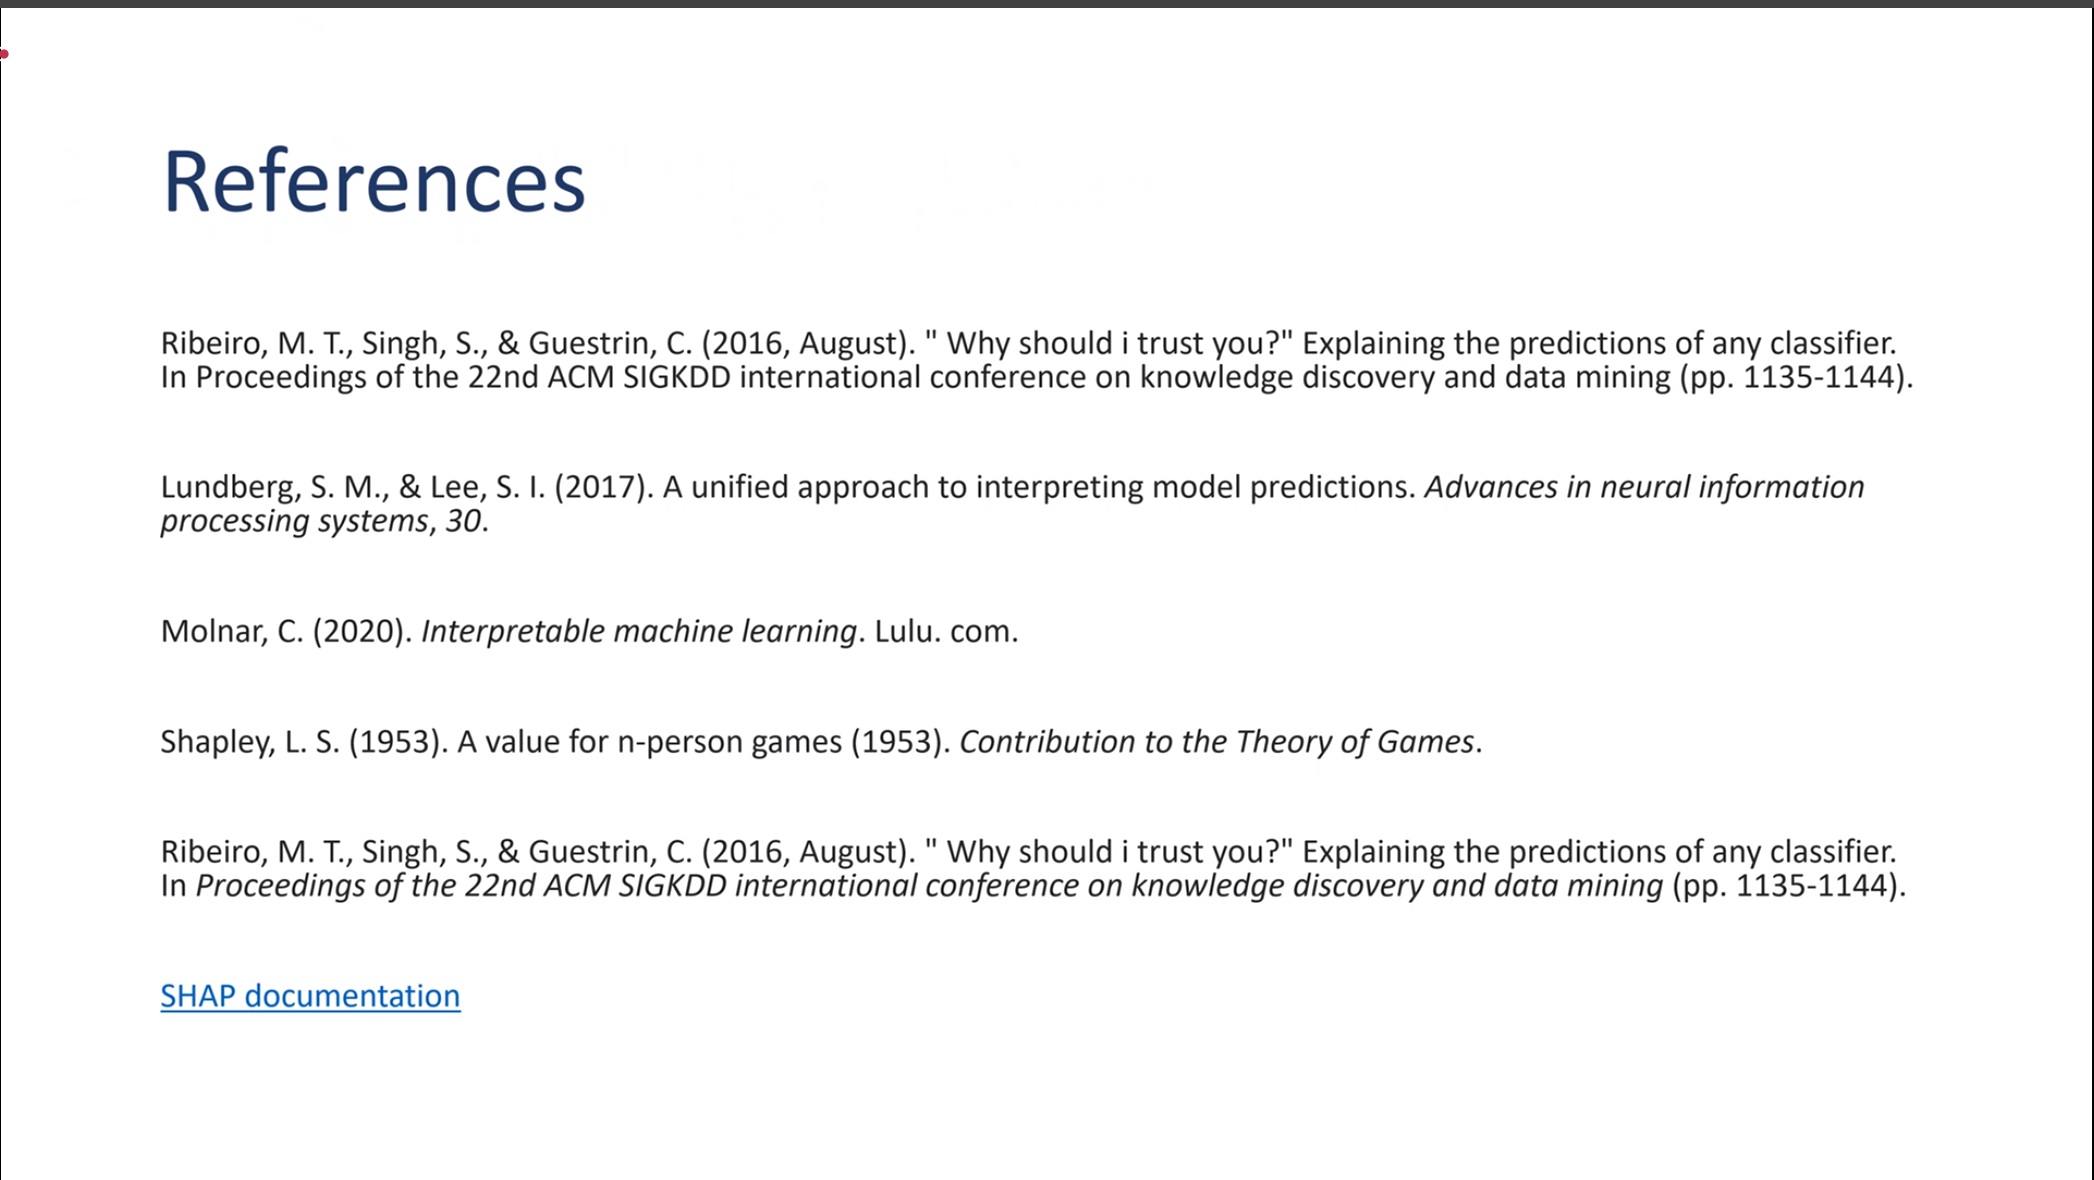 References
Ribeiro, M. T., Singh, S., & Guestrin, C. (2016, August). " Why should i trust you?" Explaining the predictions of any classifier.
In Proceedings of the 22nd ACM SIGKDD international conference on knowledge discovery and data mining (pp. 1135-1144).
Lundberg, S. M., & Lee, S. I. (2017). A unified approach to interpreting model predictions. Advances in neural information
processing systems, 30.
Molnar, C. (2020). Interpretable machine learning. Lulu. com.
Shapley, L. S. (1953). A value for n-person games (1953). Contribution to the Theory of Games.
Ribeiro, M. T., Singh, S., & Guestrin, C. (2016, August). " Why should i trust you?" Explaining the predictions of any classifier.
In Proceedings of the 22nd ACM SIGKDD international conference on knowledge discovery and data mining (pp. 1135-1144).
SHAP documentation